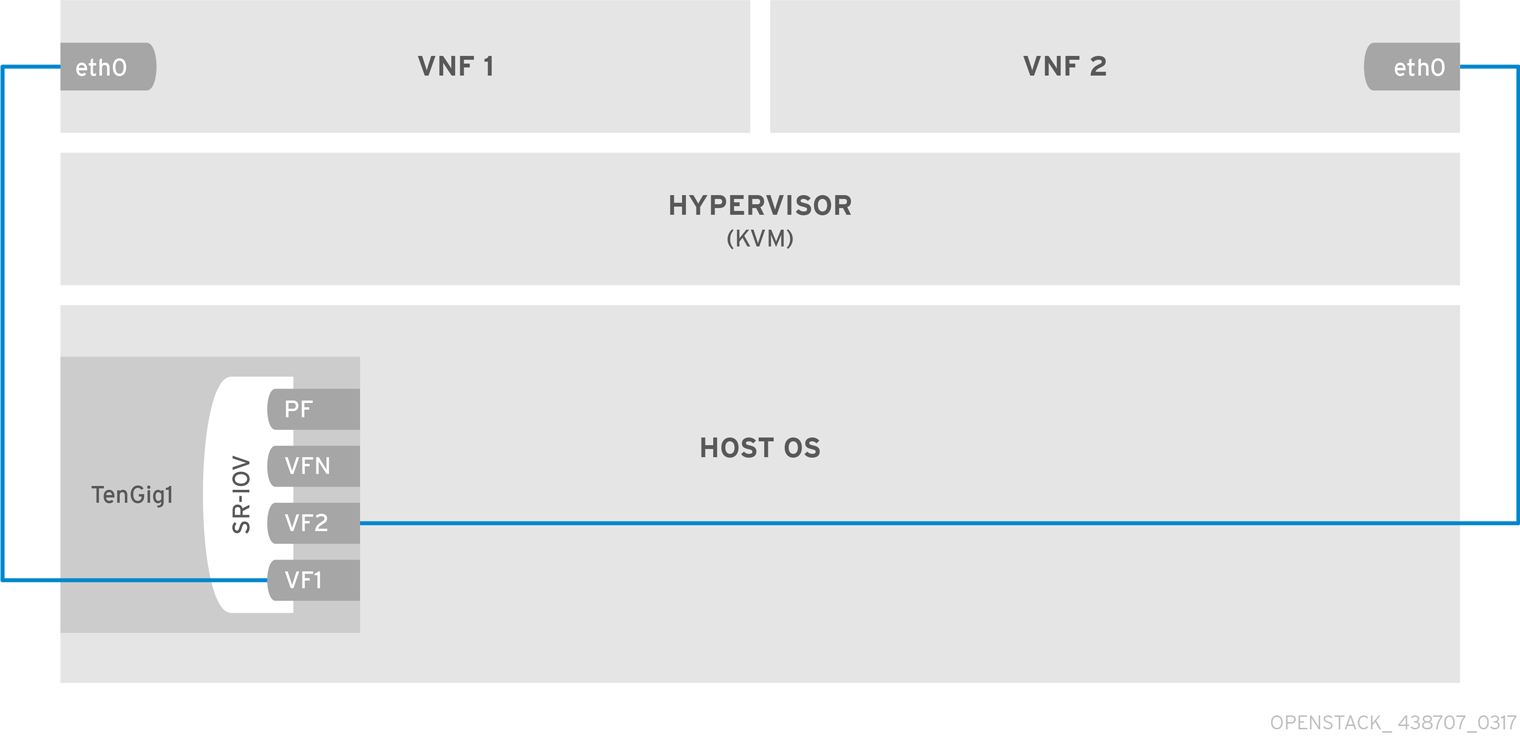 eth0
VNF 1
VNF 2
eth0
HYPERVISOR
(KVM)
HOST OS
TenGig1
SR-IOV
PF
VFN
VF2
VF1
OPENSTACK_ 438707_0317